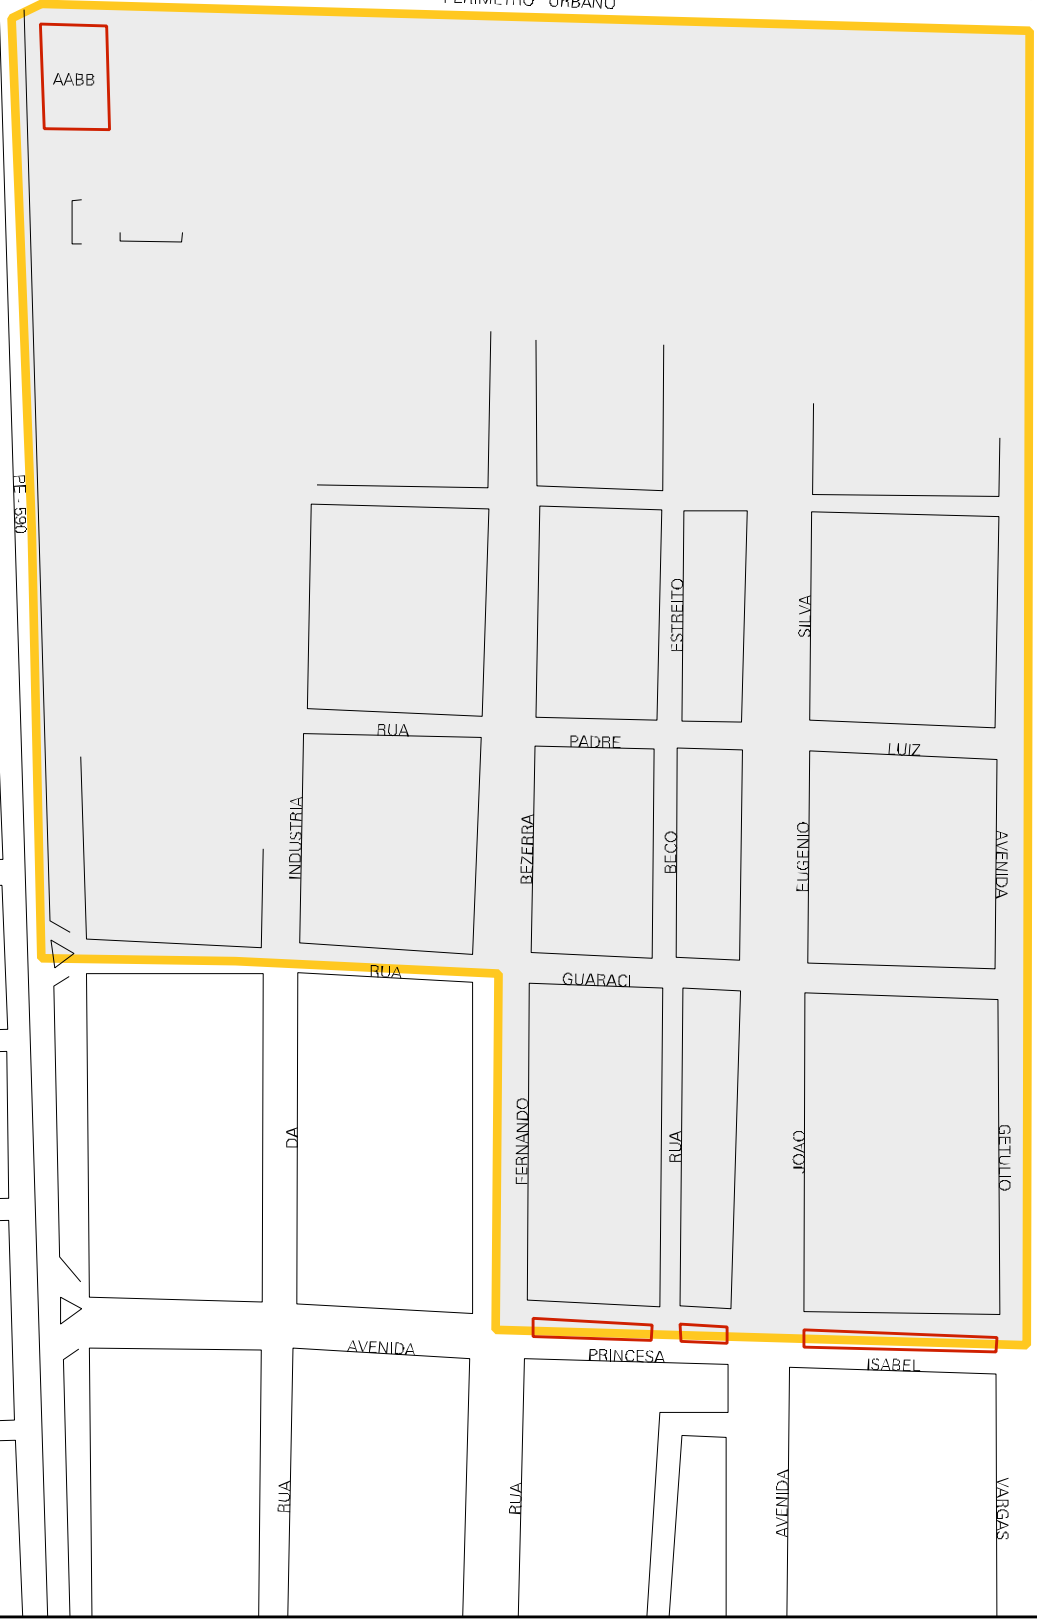 PERIMETRO URBANO
AABB
PE - 590
ESTREITO
SILVA
RUA PADRE LUIZ
INDUSTRIA
BEZERRA
BECO
EUGENIO
AVENIDA
RUA GUARACI
DA
FERNANDO
RUA
JOAO
GETULIO
AVENIDA PRINCESA ISABEL
RUA
RUA
AVENIDA
VARGAS